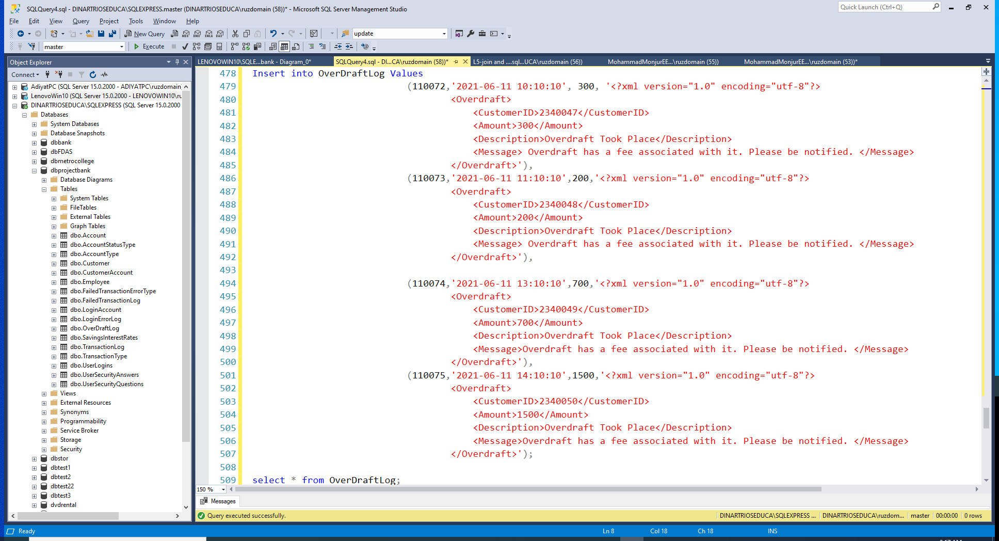 SQLQuery4.sql - DINARTRIOSEDUCA\SQLEXPRESS.master (DINARTRIOSEDUCA\ruzdomain (58))* - Microsoft SQL Server Management Studio
Quick Launch (Ctrl+Q)
File Edit View Query Project Tools Window Help
New Query
MDX DMX XMLA DAX
update
master
Execute
Object Explorer
LENOVOWIN10\SQLE...bank - Diagram_0*
SQLQuery4.sql - DI...CA\ruzdomain (58))*
L5-join and ....sql...UCA\ruzdomain (56))
MohammadMonjurEE...\ruzdomain (55))
MohammadMonjurEE...\ruzdomain (53))*
Connect
AdiyatPC (SQL Server 15.0.2000 - ADIYATPC\ruzdomain
LenovoWin10 (SQL Server 15.0.2000 - LENOVOWIN10\ru
DINARTRIOSEDUCA\SQLEXPRESS (SQL Server 15.0.2000
Databases
System Databases
Database Snapshots
dbbank
dbFDAS
dbmetrocollege
dbprojectbank
Database Diagrams
Tables
System Tables
FileTables
External Tables
Graph Tables
dbo.Account
dbo.AccountStatusType
dbo.AccountType
dbo.Customer
dbo.CustomerAccount
dbo.Employee
dbo.FailedTransactionErrorType
dbo.FailedTransactionLog
dbo.LoginAccount
dbo.LoginErrorLog
dbo.OverDraftLog
dbo.SavingsInterestRates
dbo.TransactionLog
dbo.TransactionType
dbo.UserLogins
dbo.UserSecurityAnswers
dbo.UserSecurityQuestions
Views
External Resources
Synonyms
Programmability
Service Broker
Storage
Security
dbstor
dbtest1
dbtest2
dbtest22
dbtest3
dvdrental
478 Insert into OverDraftLog Values
479 (110072,'2021-06-11 10:10:10', 300, '<?xml version="1.0" encoding="utf-8"?>
480 <Overdraft>
481 <CustomerID>2340047</CustomerID>
482 <Amount>300</Amount>
483 <Description>Overdraft Took Place</Description>
484 <Message> Overdraft has a fee associated with it. Please be notified. </Message>
485 </Overdraft>'),
486 (110073,'2021-06-11 11:10:10',200,'<?xml version="1.0" encoding="utf-8"?>
487 <Overdraft>
488 <CustomerID>2340048</CustomerID>
489 <Amount>200</Amount>
490 <Description>Overdraft Took Place</Description>
491 <Message> Overdraft has a fee associated with it. Please be notified. </Message>
492 </Overdraft>'),
493
494 (110074,'2021-06-11 13:10:10',700,'<?xml version="1.0" encoding="utf-8"?>
495 <Overdraft>
496 <CustomerID>2340049</CustomerID>
497 <Amount>700</Amount>
498 <Description>Overdraft Took Place</Description>
499 <Message>Overdraft has a fee associated with it. Please be notified. </Message>
500 </Overdraft>'),
501 (110075,'2021-06-11 14:10:10',1500,'<?xml version="1.0" encoding="utf-8"?>
502 <Overdraft>
503 <CustomerID>2340050</CustomerID>
504 <Amount>1500</Amount>
505 <Description>Overdraft Took Place</Description>
506 <Message>Overdraft has a fee associated with it. Please be notified. </Message>
507 </Overdraft>');
508
509 select * from OverDraftLog;
150 %
Messages
Query executed successfully.
DINARTRIOSEDUCA\SQLEXPRESS ... DINARTRIOSEDUCA\ruzdom... master 00:00:00 0 rows
Ready
Ln 8 Col 18 Ch 18 INS